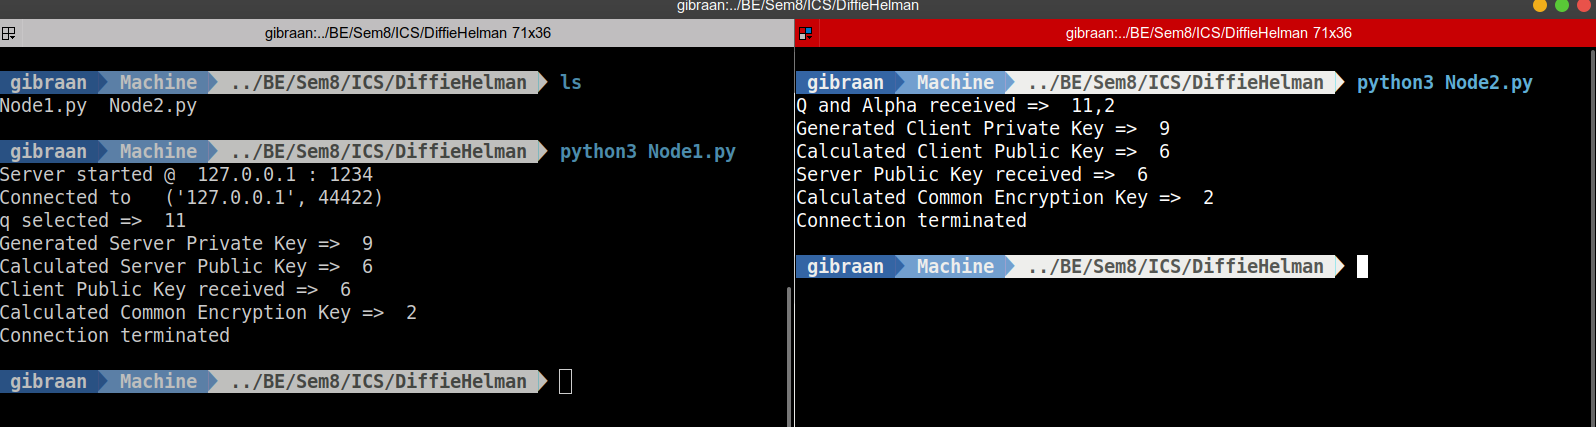 gibraan:../BE/Sem8/ICS/DiffieHelman
gibraan:../BE/Sem8/ICS/DiffieHelman 71x36
gibraan Machine ../BE/Sem8/ICS/DiffieHelman ls
Node1.py  Node2.py
gibraan Machine ../BE/Sem8/ICS/DiffieHelman python3 Node1.py
Server started @  127.0.0.1 : 1234
Connected to   ('127.0.0.1', 44422)
q selected =>  11
Generated Server Private Key =>  9
Calculated Server Public Key =>  6
Client Public Key received =>  6
Calculated Common Encryption Key =>  2
Connection terminated
gibraan Machine ../BE/Sem8/ICS/DiffieHelman
gibraan:../BE/Sem8/ICS/DiffieHelman 71x36
gibraan Machine ../BE/Sem8/ICS/DiffieHelman python3 Node2.py
Q and Alpha received =>  11,2
Generated Client Private Key =>  9
Calculated Client Public Key =>  6
Server Public Key received =>  6
Calculated Common Encryption Key =>  2
Connection terminated
gibraan Machine ../BE/Sem8/ICS/DiffieHelman